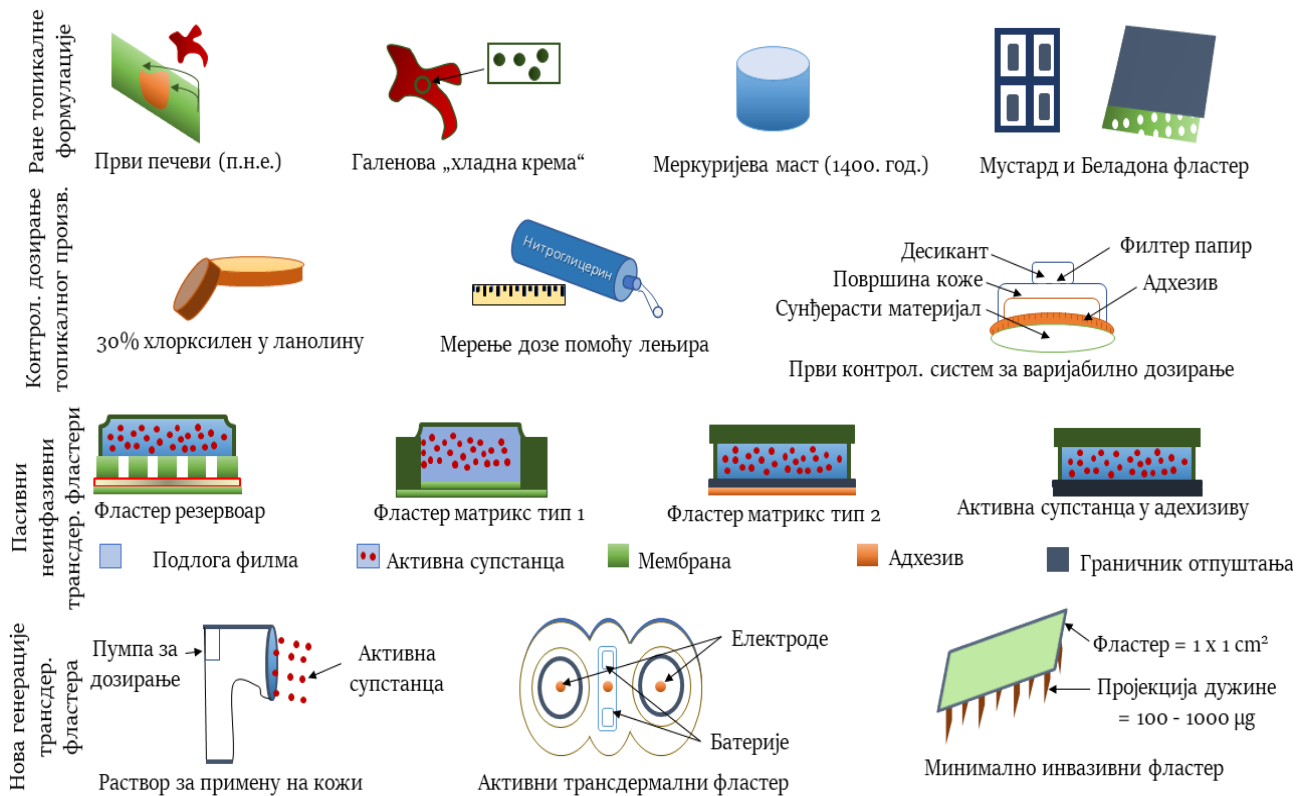 Ране топикалне
формулације
Први печеви (п.н.е.)
Галенова „хладна крема“
Меркуријева маст (1400. год.)
Мустард и Беладона фластер
Контрол. дозирање
топикалног произв.
30% хлорксилен у ланолину
Нитроглицерин
Мерење дозе помоћу лењира
Десикант
Филтер папир
Површина коже
Адхезив
Сунђерасти материјал
Први контрол. систем за варијабилно дозирање
Пасивни
неинфазивни
трансдер. фластери
Фластер резервоар
Фластер матрикс тип 1
Фластер матрикс тип 2
Активна супстанца у адехизиву
Подлога филма
Активна супстанца
Мембрана
Адхезив
Граничник отпуштања
Нова генерације
трансдер.
фластера
Пумпа за
дозирање
Активна
супстанца
Раствор за примену на кожи
Електроде
Батерије
Активни трансдермални фластер
Фластер = 1 x 1 cm²
Пројекција дужине
= 100 - 1000 µg
Минимално инвазивни фластер